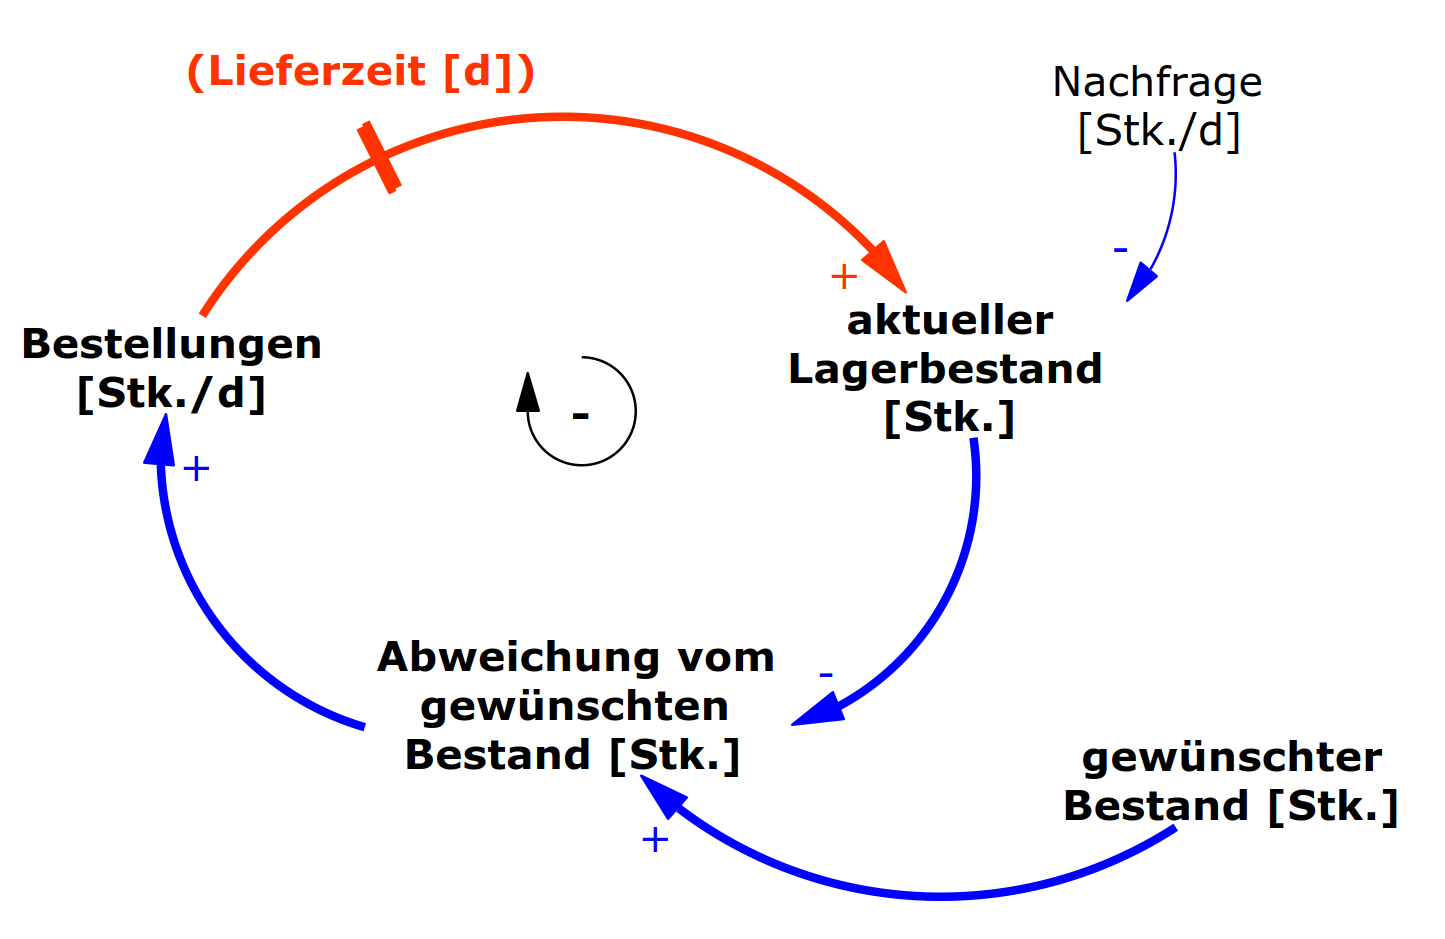 (Lieferzeit [d])
Nachfrage
[Stk./d]
-
+
aktueller
Lagerbestand
[Stk.]
Bestellungen
[Stk./d]
+
-
Abweichung vom
gewünschten
Bestand [Stk.]
-
+
gewünschter
Bestand [Stk.]